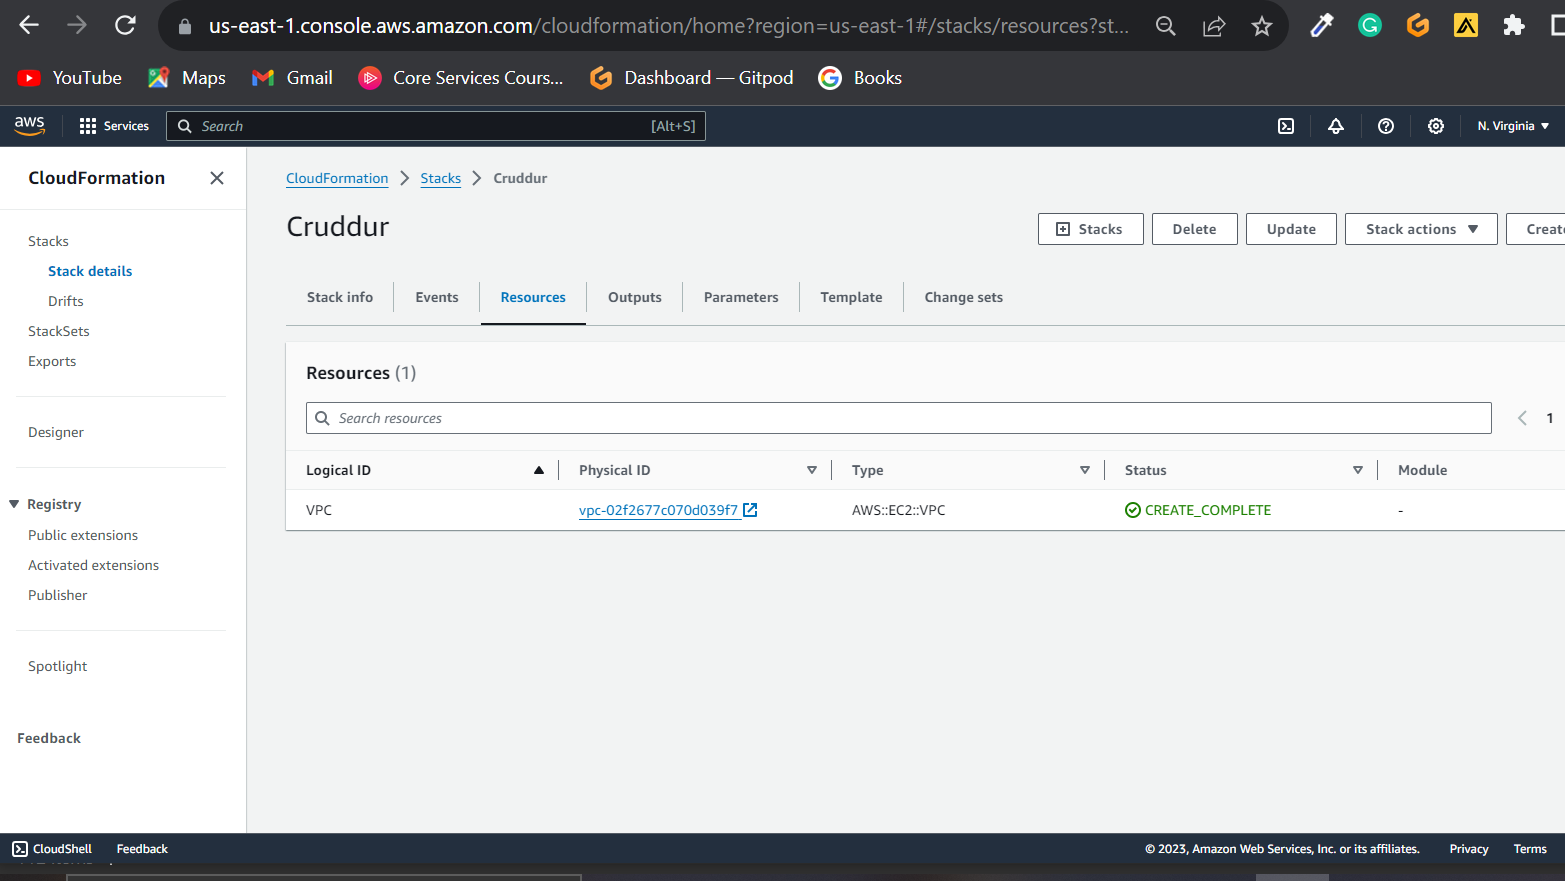 us-east-1.console.aws.amazon.com/cloudformation/home?region=us-east-1#/stacks/resources?st...
YouTube Maps Gmail Core Services Cours... Dashboard — Gitpod Books
aws Services Search [Alt+S] N. Virginia
CloudFormation
CloudFormation Stacks Cruddur
Cruddur
Stacks Delete Update Stack actions Create
Stacks
Stack details
Drifts
StackSets
Exports
Designer
Registry
Public extensions
Activated extensions
Publisher
Spotlight
Feedback
Stack info Events Resources Outputs Parameters Template Change sets
Resources (1)
Search resources 1
Logical ID Physical ID Type Status Module
VPC vpc-02f2677c070d039f7 AWS::EC2::VPC CREATE_COMPLETE -
CloudShell Feedback © 2023, Amazon Web Services, Inc. or its affiliates. Privacy Terms